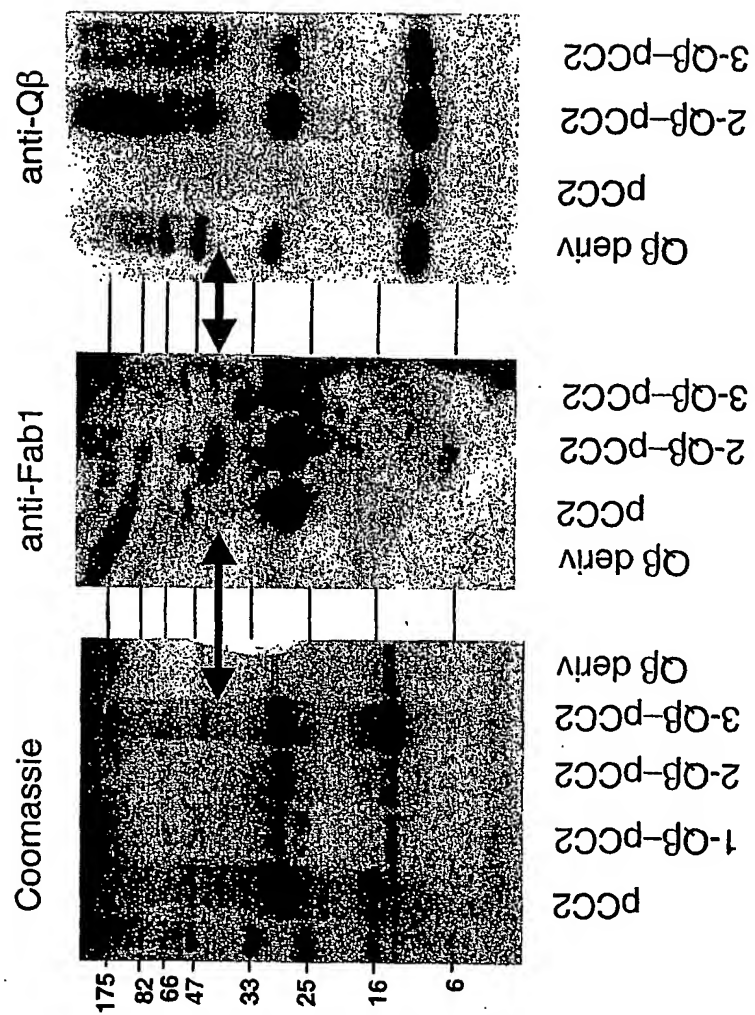 Coomassie
anti-Fab1
anti-Qβ
175
82
66
47
33
25
16
6
pCC2
1-Qβ–pCC2
2-Qβ–pCC2
3-Qβ–pCC2
Qβ deriv
Qβ deriv
pCC2
2-Qβ–pCC2
3-Qβ–pCC2
Qβ deriv
pCC2
2-Qβ–pCC2
3-Qβ–pCC2